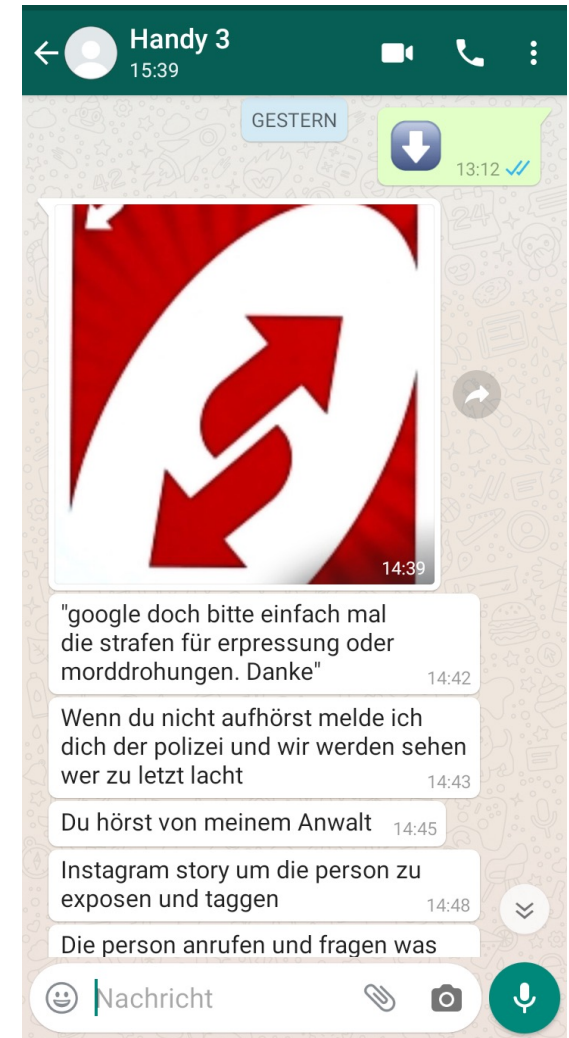 Handy 3
15:39
GESTERN
13:12
14:39
"google doch bitte einfach mal
die strafen für erpressung oder
morddrohungen. Danke"
14:42
Wenn du nicht aufhörst melde ich
dich der polizei und wir werden sehen
wer zu letzt lacht
14:43
Du hörst von meinem Anwalt
14:45
Instagram story um die person zu
exposen und taggen
14:48
Die person anrufen und fragen was
Nachricht